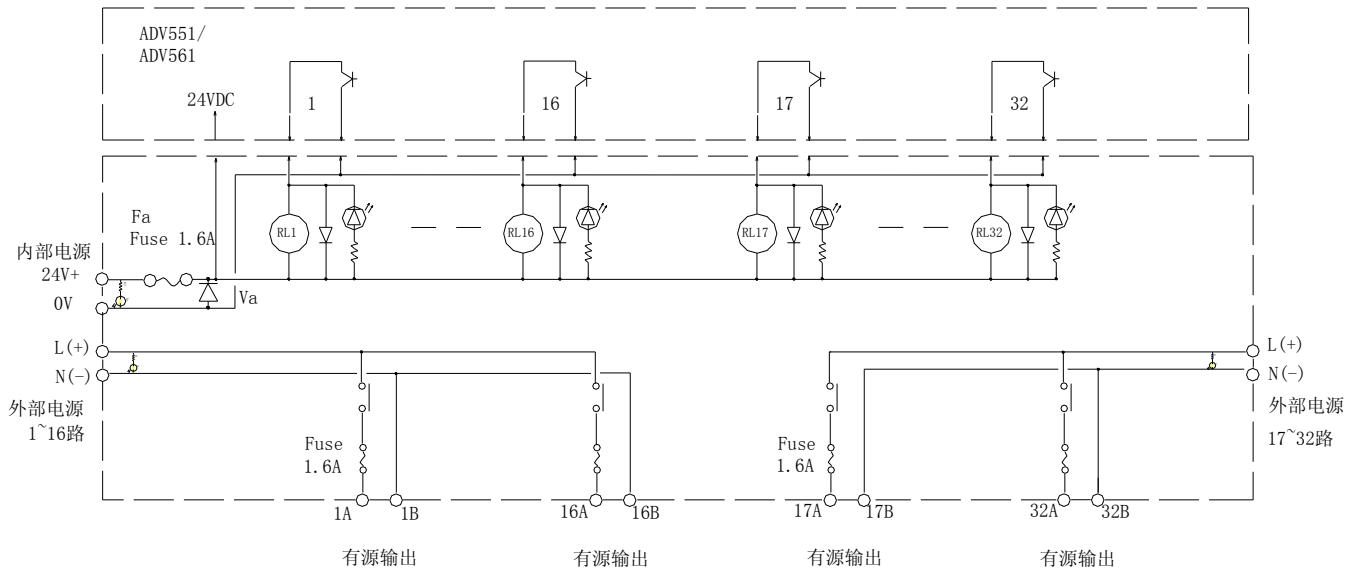 ADV551/
ADV561
24VDC
1
16
17
32
Fa
Fuse 1.6A
RL1
RL16
RL17
RL32
内部电源
24V+
0V
Va
L(+)
N(-)
外部电源
1~16路
L(+)
N(-)
外部电源
17~32路
Fuse
1.6A
Fuse
1.6A
1A
1B
16A
16B
17A
17B
32A
32B
有源输出
有源输出
有源输出
有源输出